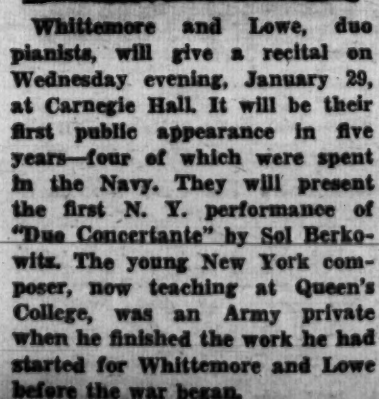 Whittemore and Lowe, duo
pianists, will give a recital on
Wednesday evening, January 29,
at Carnegie Hall. It will be their
first public appearance in five
years—four of which were spent
in the Navy. They will present
the first N. Y. performance of
"Duo Concertante" by Sol Berko-
witz. The young New York com-
poser, now teaching at Queen's
College, was an Army private
when he finished the work he had
started for Whittemore and Lowe
before the war began.